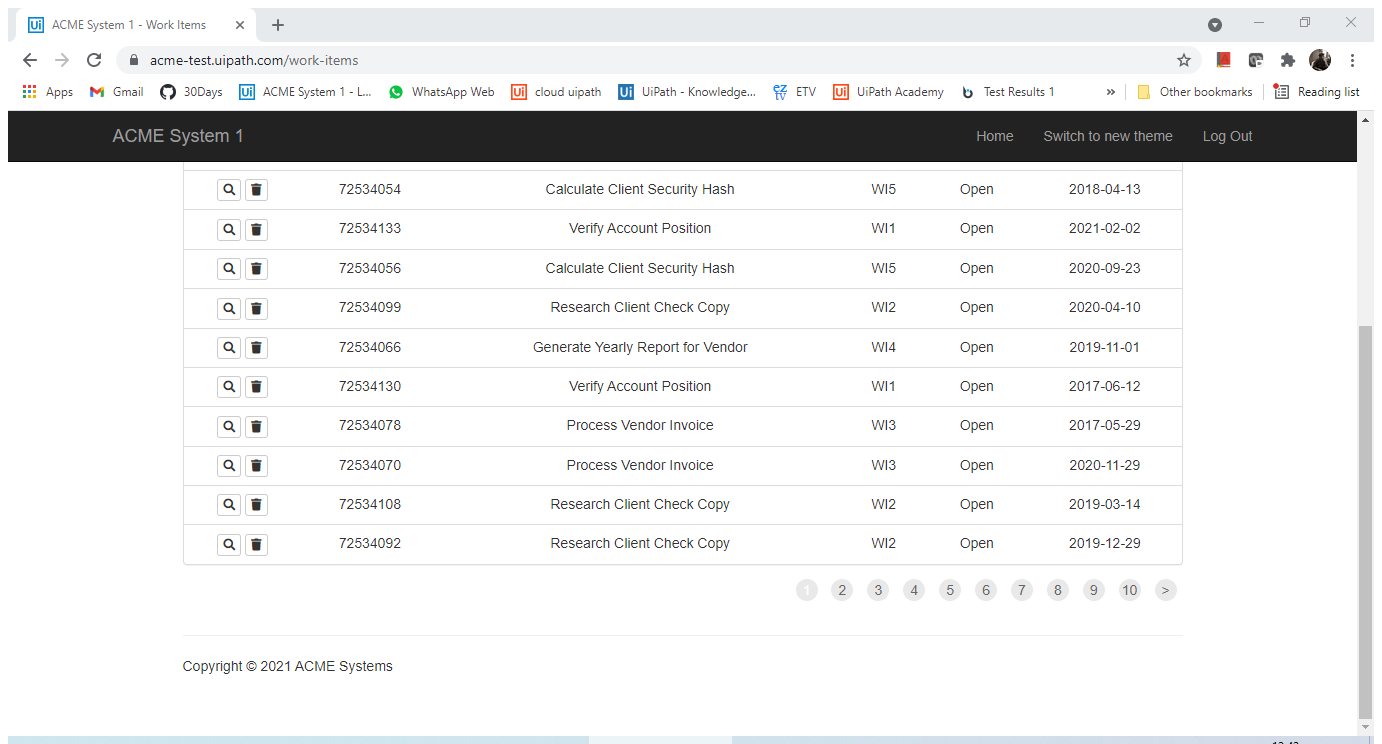 ACME System 1 - Work Items
acme-test.uipath.com/work-items
Apps Gmail 30Days ACME System 1 - L... WhatsApp Web cloud uipath UiPath - Knowledge... ETV UiPath Academy Test Results 1 » Other bookmarks Reading list
ACME System 1 Home Switch to new theme Log Out
72534054 Calculate Client Security Hash WI5 Open 2018-04-13
72534133 Verify Account Position WI1 Open 2021-02-02
72534056 Calculate Client Security Hash WI5 Open 2020-09-23
72534099 Research Client Check Copy WI2 Open 2020-04-10
72534066 Generate Yearly Report for Vendor WI4 Open 2019-11-01
72534130 Verify Account Position WI1 Open 2017-06-12
72534078 Process Vendor Invoice WI3 Open 2017-05-29
72534070 Process Vendor Invoice WI3 Open 2020-11-29
72534108 Research Client Check Copy WI2 Open 2019-03-14
72534092 Research Client Check Copy WI2 Open 2019-12-29
1 2 3 4 5 6 7 8 9 10 >
Copyright © 2021 ACME Systems